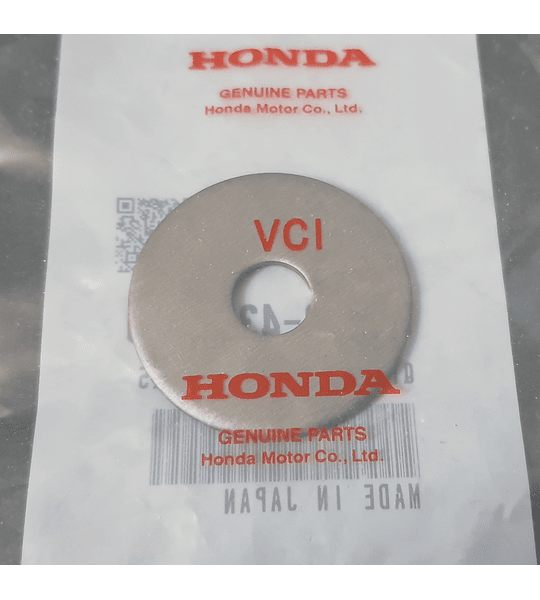 HONDA
GENUINE PARTS
Honda Motor Co., Ltd.
VCI
HONDA
GENUINE PARTS
Honda Motor Co., Ltd.
MADE IN JAPAN